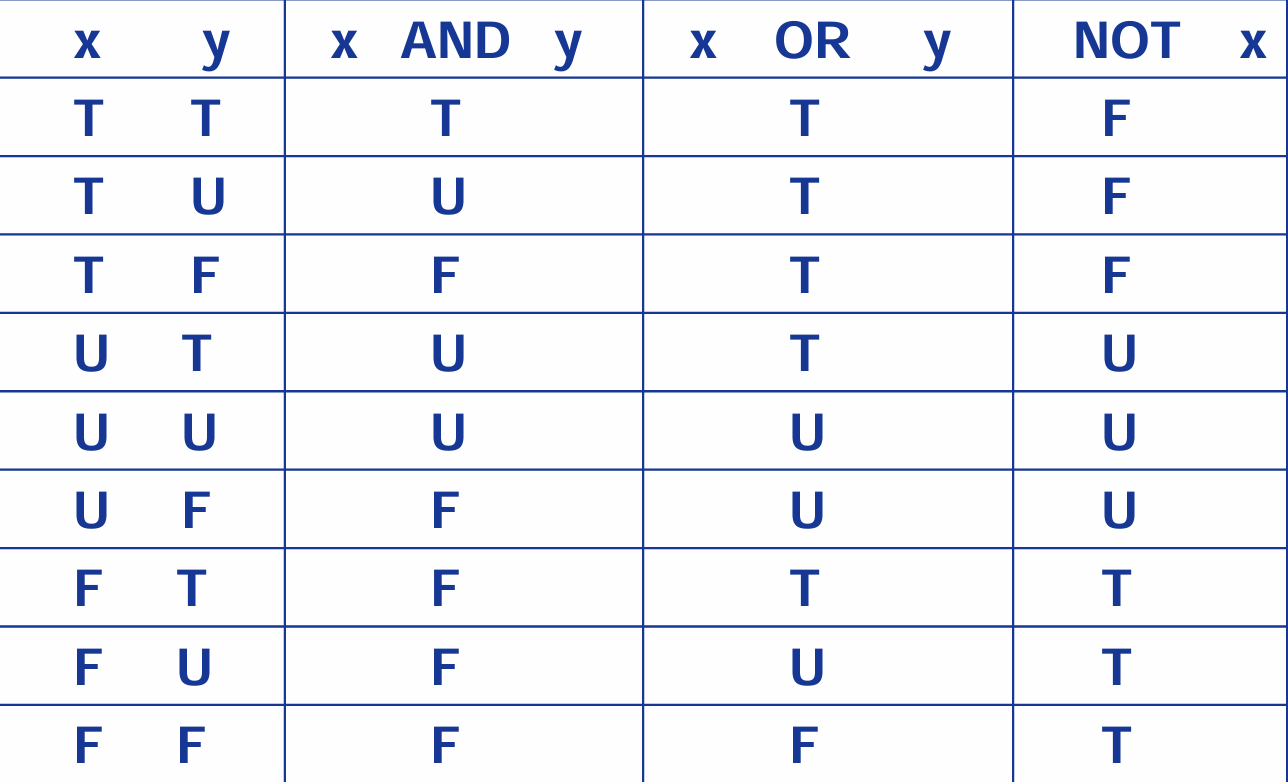 x y x AND y x OR y NOT x
T T T T F
T U U T F
T F F T F
U T U T U
U U U U U
U F F U U
F T F T T
F U F U T
F F F F T